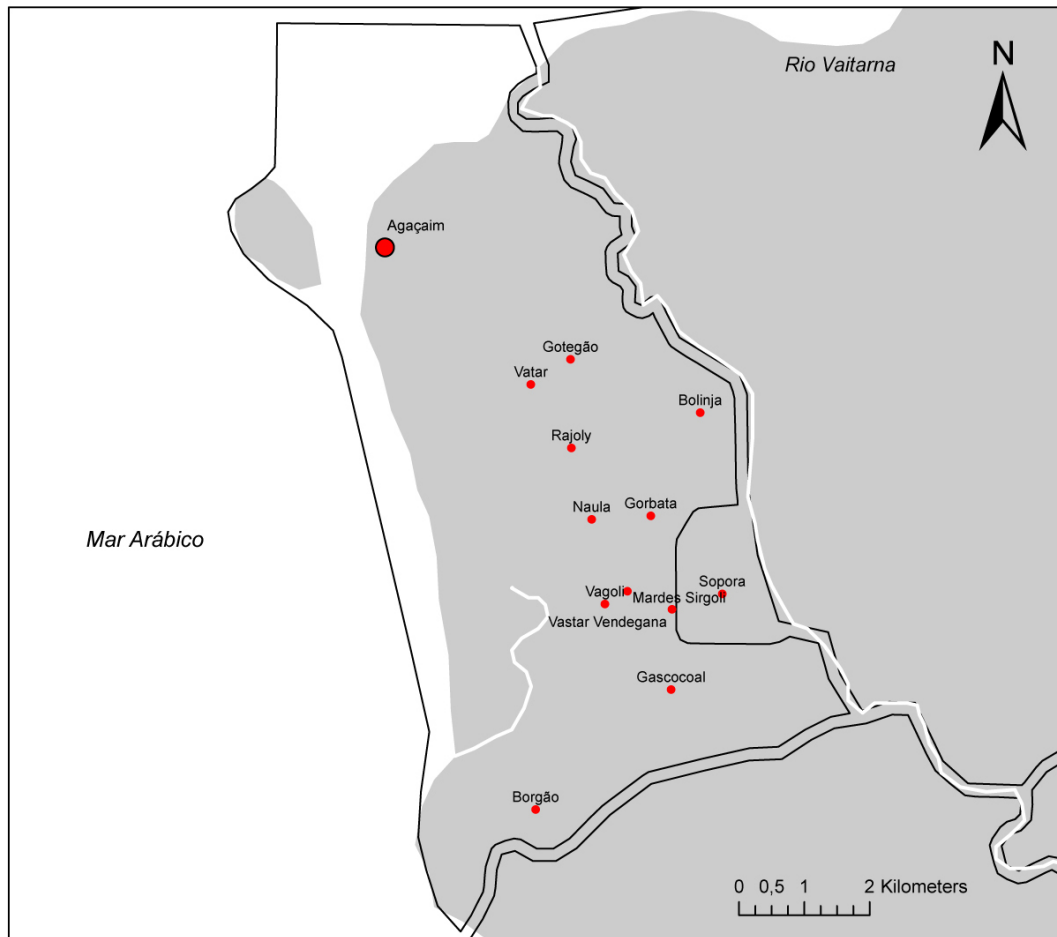 Rio Vaitarna
N
Agaçaim
Gotegão
Vatar
Bolinja
Rajoly
Naula
Gorbata
Sopora
Vagoli
Mardes Sirgoli
Vastar Vendegana
Mar Arábico
Gascocoal
Borgão
0 0,5 1 2 Kilometers